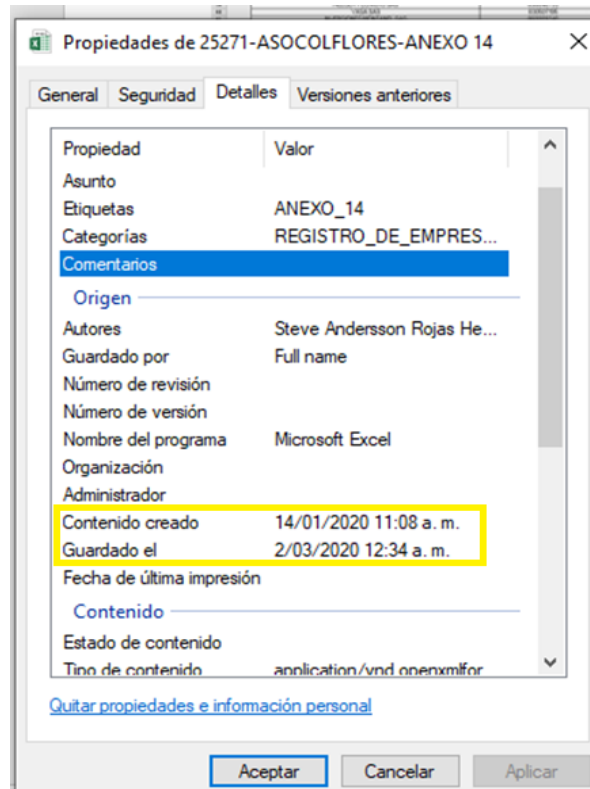 Propiedades de 25271-ASOCOLFLORES-ANEXO 14
General Seguridad Detalles Versiones anteriores
Propiedad Valor
Asunto
Etiquetas ANEXO_14
Categorías REGISTRO_DE_EMPRES...
Comentarios
Origen
Autores Steve Andersson Rojas He...
Guardado por Full name
Número de revisión
Número de versión
Nombre del programa Microsoft Excel
Organización
Administrador
Contenido creado 14/01/2020 11:08 a. m.
Guardado el 2/03/2020 12:34 a. m.
Fecha de última impresión
Contenido
Estado de contenido
Tipo de contenido application/vnd.openxmlfor
Quitar propiedades e información personal
Aceptar Cancelar Aplicar